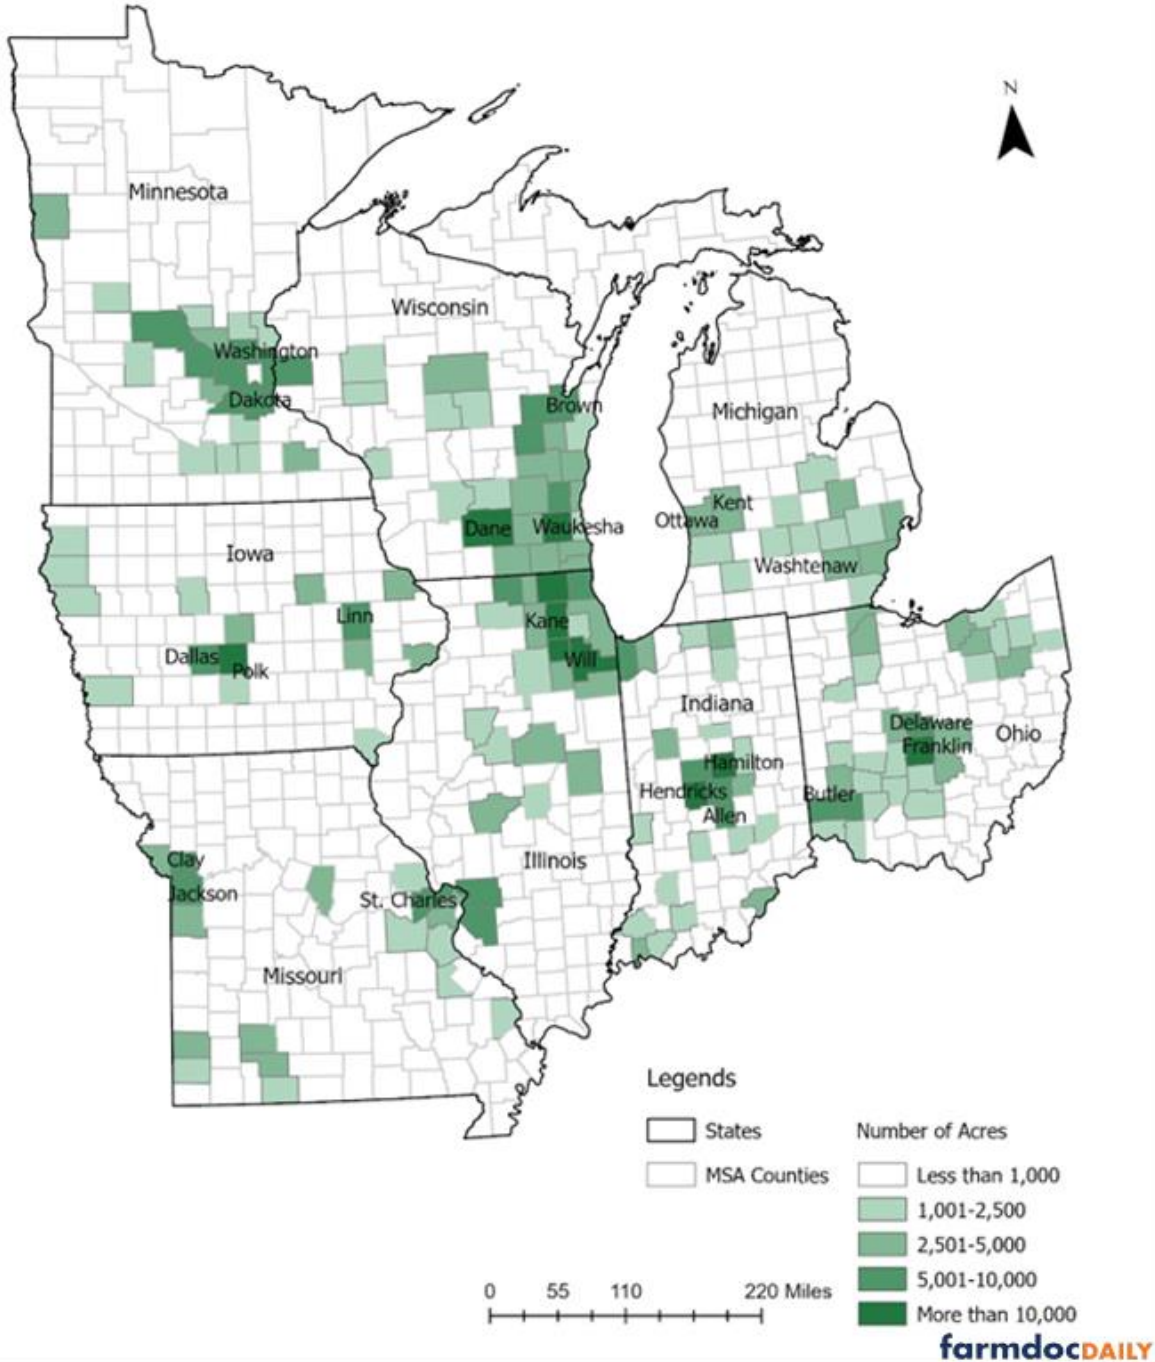 N
Minnesota
Wisconsin
Washington
Dakota
Brown
Michigan
Kent
Ottawa
Dane
Waukesha
Washtenaw
Iowa
Linn
Kane
Dallas
Polk
Will
Indiana
Delaware
Ohio
Franklin
Hamilton
Hendricks
Butler
Allen
Clay
Illinois
Jackson
St. Charles
Missouri
Legends
States
MSA Counties
Number of Acres
Less than 1,000
1,001-2,500
2,501-5,000
5,001-10,000
More than 10,000
0 55 110 220 Miles
farmdocDAILY